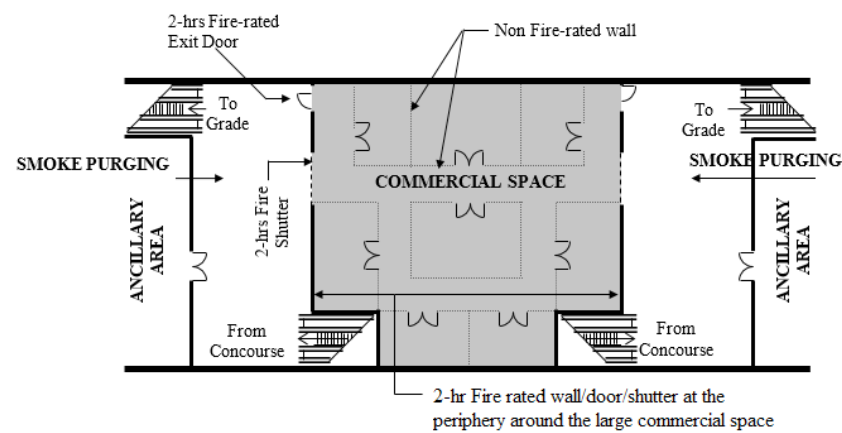 2-hrs Fire-rated
Exit Door
Non Fire-rated wall
To
Grade
To
Grade
SMOKE PURGING
SMOKE PURGING
COMMERCIAL SPACE
2-hrs Fire
Shutter
ANCILLARY
AREA
ANCILLARY
AREA
From
Concourse
From
Concourse
2-hr Fire rated wall/door/shutter at the
periphery around the large commercial space